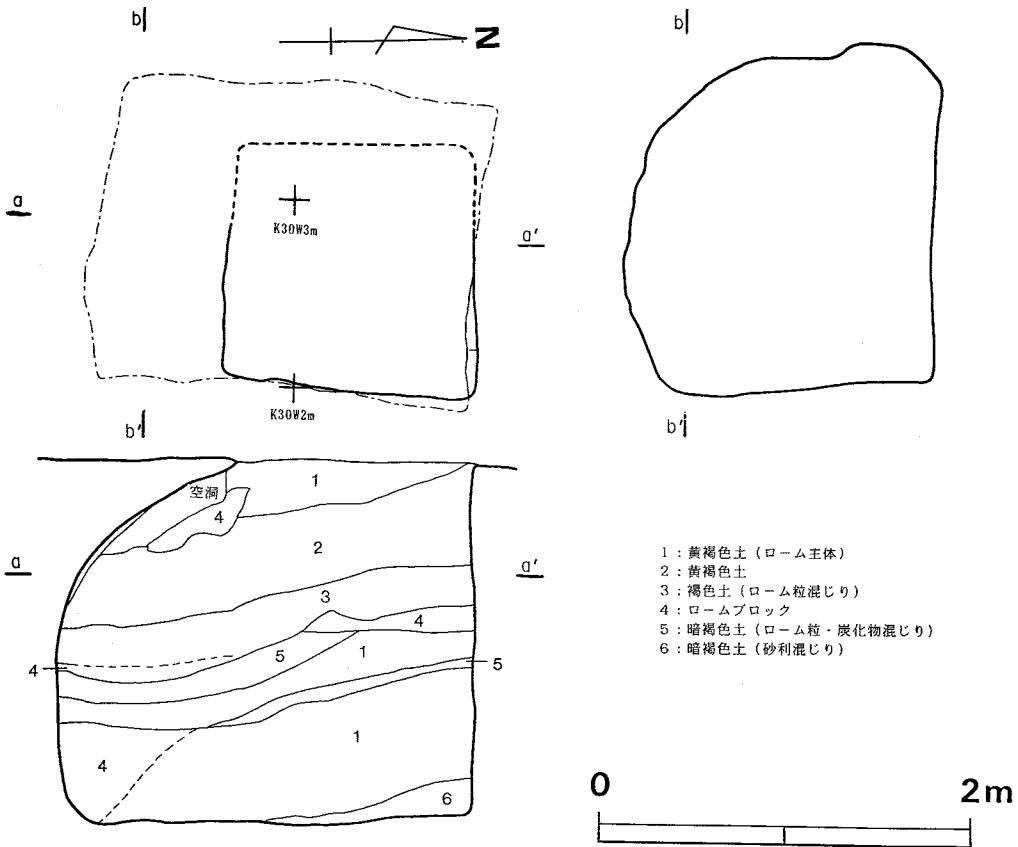 b
b
N
a
K30W3m
a′
K30W2m
b′
b′
空洞
1
4
2
a
a′
3
4
5
1
4
5
1
4
6
1：黄褐色土（ローム主体）
2：黄褐色土
3：褐色土（ローム粒混じり）
4：ロームブロック
5：暗褐色土（ローム粒・炭化物混じり）
6：暗褐色土（砂利混じり）
0 2m